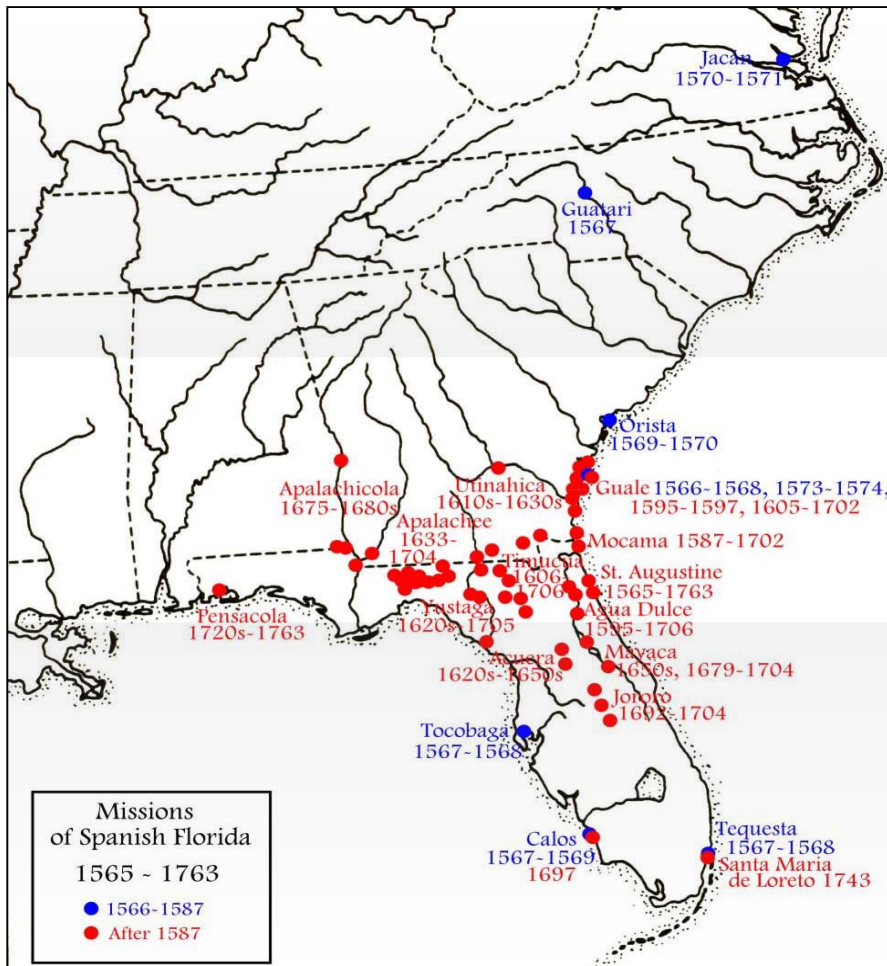 Jacán
1570-1571
Guatari
1567
Orista
1569-1570
Apalachicola
1675-1680s
Utinahica
1610s-1630s
Guale 1566-1568, 1573-1574,
1595-1597, 1605-1702
Apalachee
1633-
1704
Mocama 1587-1702
Timucua
1606-
1706
St. Augustine
1565-1763
Pensacola
1720s-1763
Yustaga
1620s-1705
Agua Dulce
1595-1706
Acuera
1620s-1650s
Mayaca
1650s, 1679-1704
Jororo
1692-1704
Tocobaga
1567-1568
Calos
1567-1569
1697
Tequesta
1567-1568
Santa Maria
de Loreto 1743
Missions
of Spanish Florida
1565 - 1763
1566-1587
After 1587